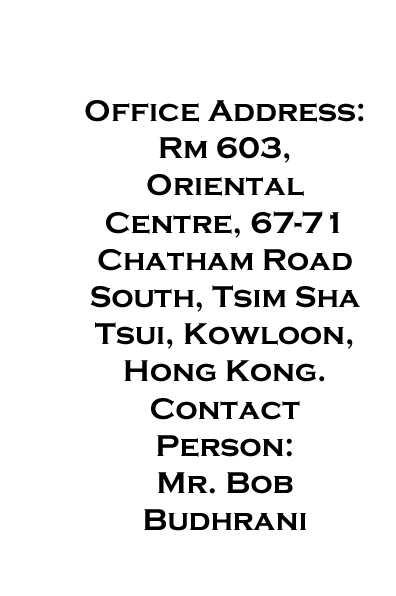 Office Address:
Rm 603,
Oriental
Centre, 67-71
Chatham Road
South, Tsim Sha
Tsui, Kowloon,
Hong Kong.
Contact
Person:
Mr. Bob
Budhrani